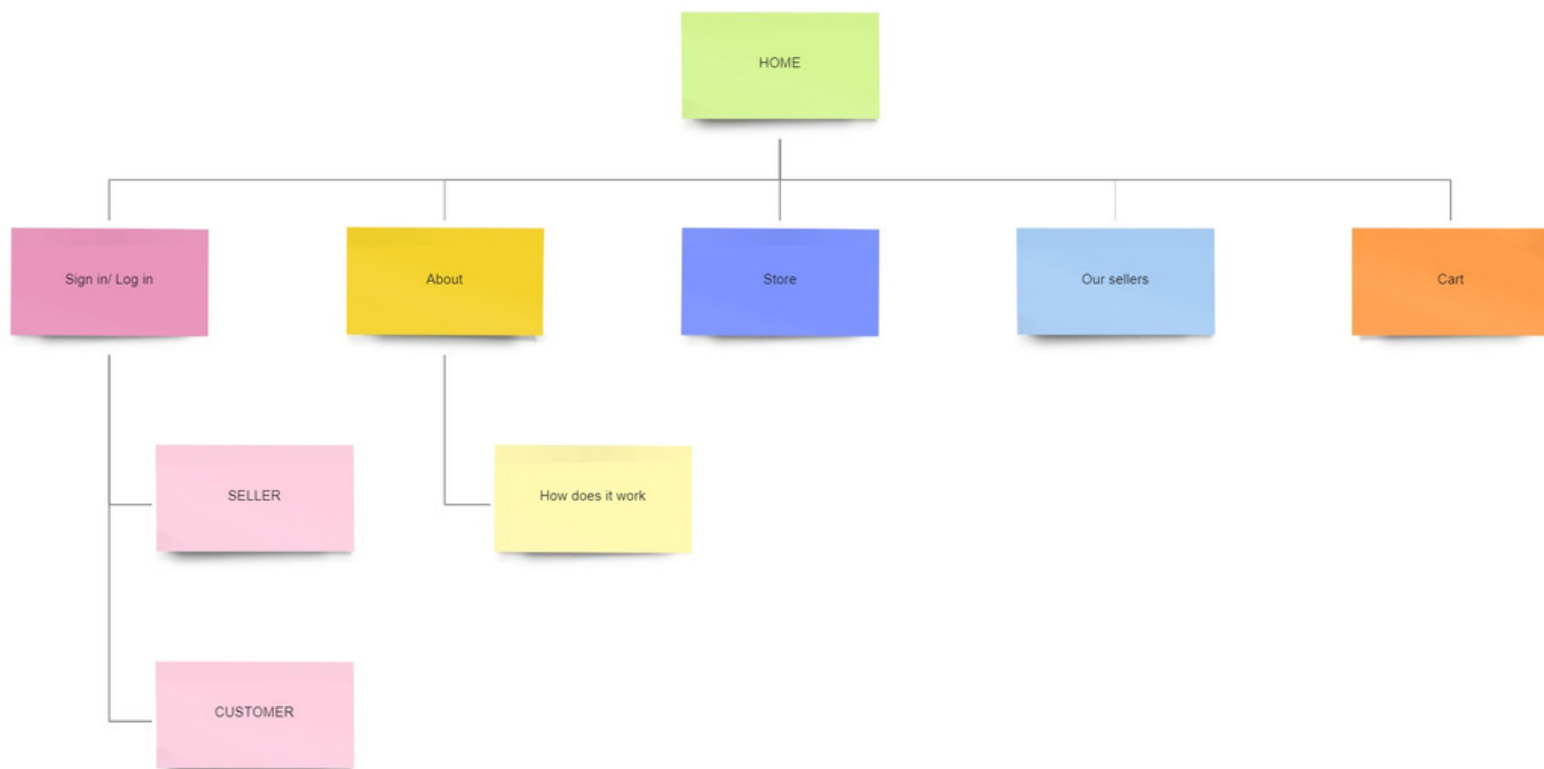 HOME
Sign in/ Log in
About
Store
Our sellers
Cart
SELLER
How does it work
CUSTOMER